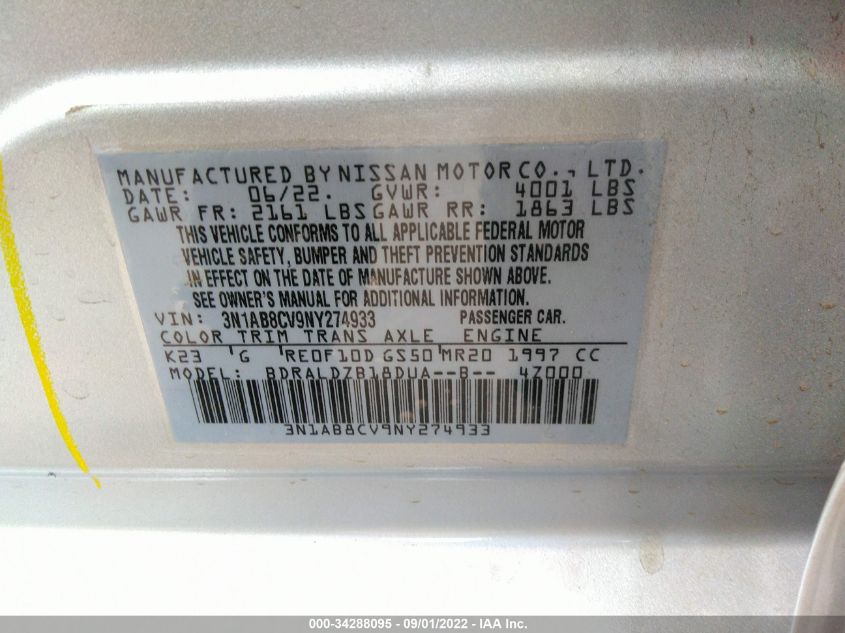 MANUFACTURED BY NISSAN MOTOR CO., LTD.
DATE: 06/22. GVWR: 4001 LBS
GAWR FR: 2161 LBS GAWR RR: 1863 LBS
THIS VEHICLE CONFORMS TO ALL APPLICABLE FEDERAL MOTOR
VEHICLE SAFETY, BUMPER AND THEFT PREVENTION STANDARDS
IN EFFECT ON THE DATE OF MANUFACTURE SHOWN ABOVE.
SEE OWNER'S MANUAL FOR ADDITIONAL INFORMATION.
VIN: 3N1AB8CV9NY274933 PASSENGER CAR.
COLOR TRIM TRANS AXLE ENGINE
K23 G RE0F10D GS50 MR20 1997 CC
MODEL: BDRALDZB18DUA--B-- 4Z000
3N1AB8CV9NY274933
000-34288095 - 09/01/2022 - IAA Inc.